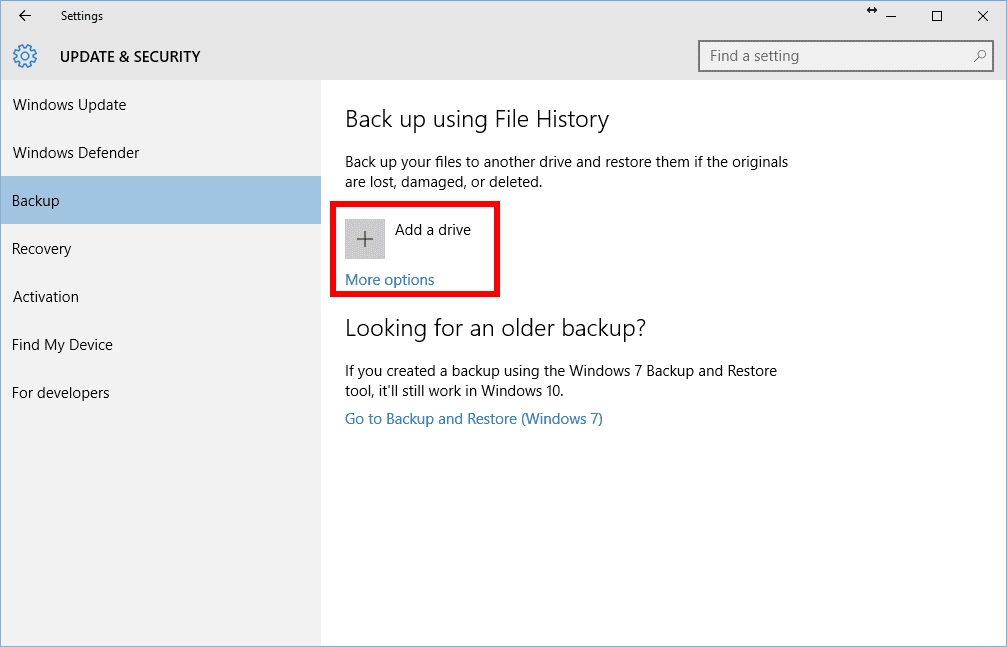 Settings
UPDATE & SECURITY
Find a setting
Windows Update
Windows Defender
Backup
Recovery
Activation
Find My Device
For developers
Back up using File History
Back up your files to another drive and restore them if the originals
are lost, damaged, or deleted.
Add a drive
More options
Looking for an older backup?
If you created a backup using the Windows 7 Backup and Restore
tool, it'll still work in Windows 10.
Go to Backup and Restore (Windows 7)